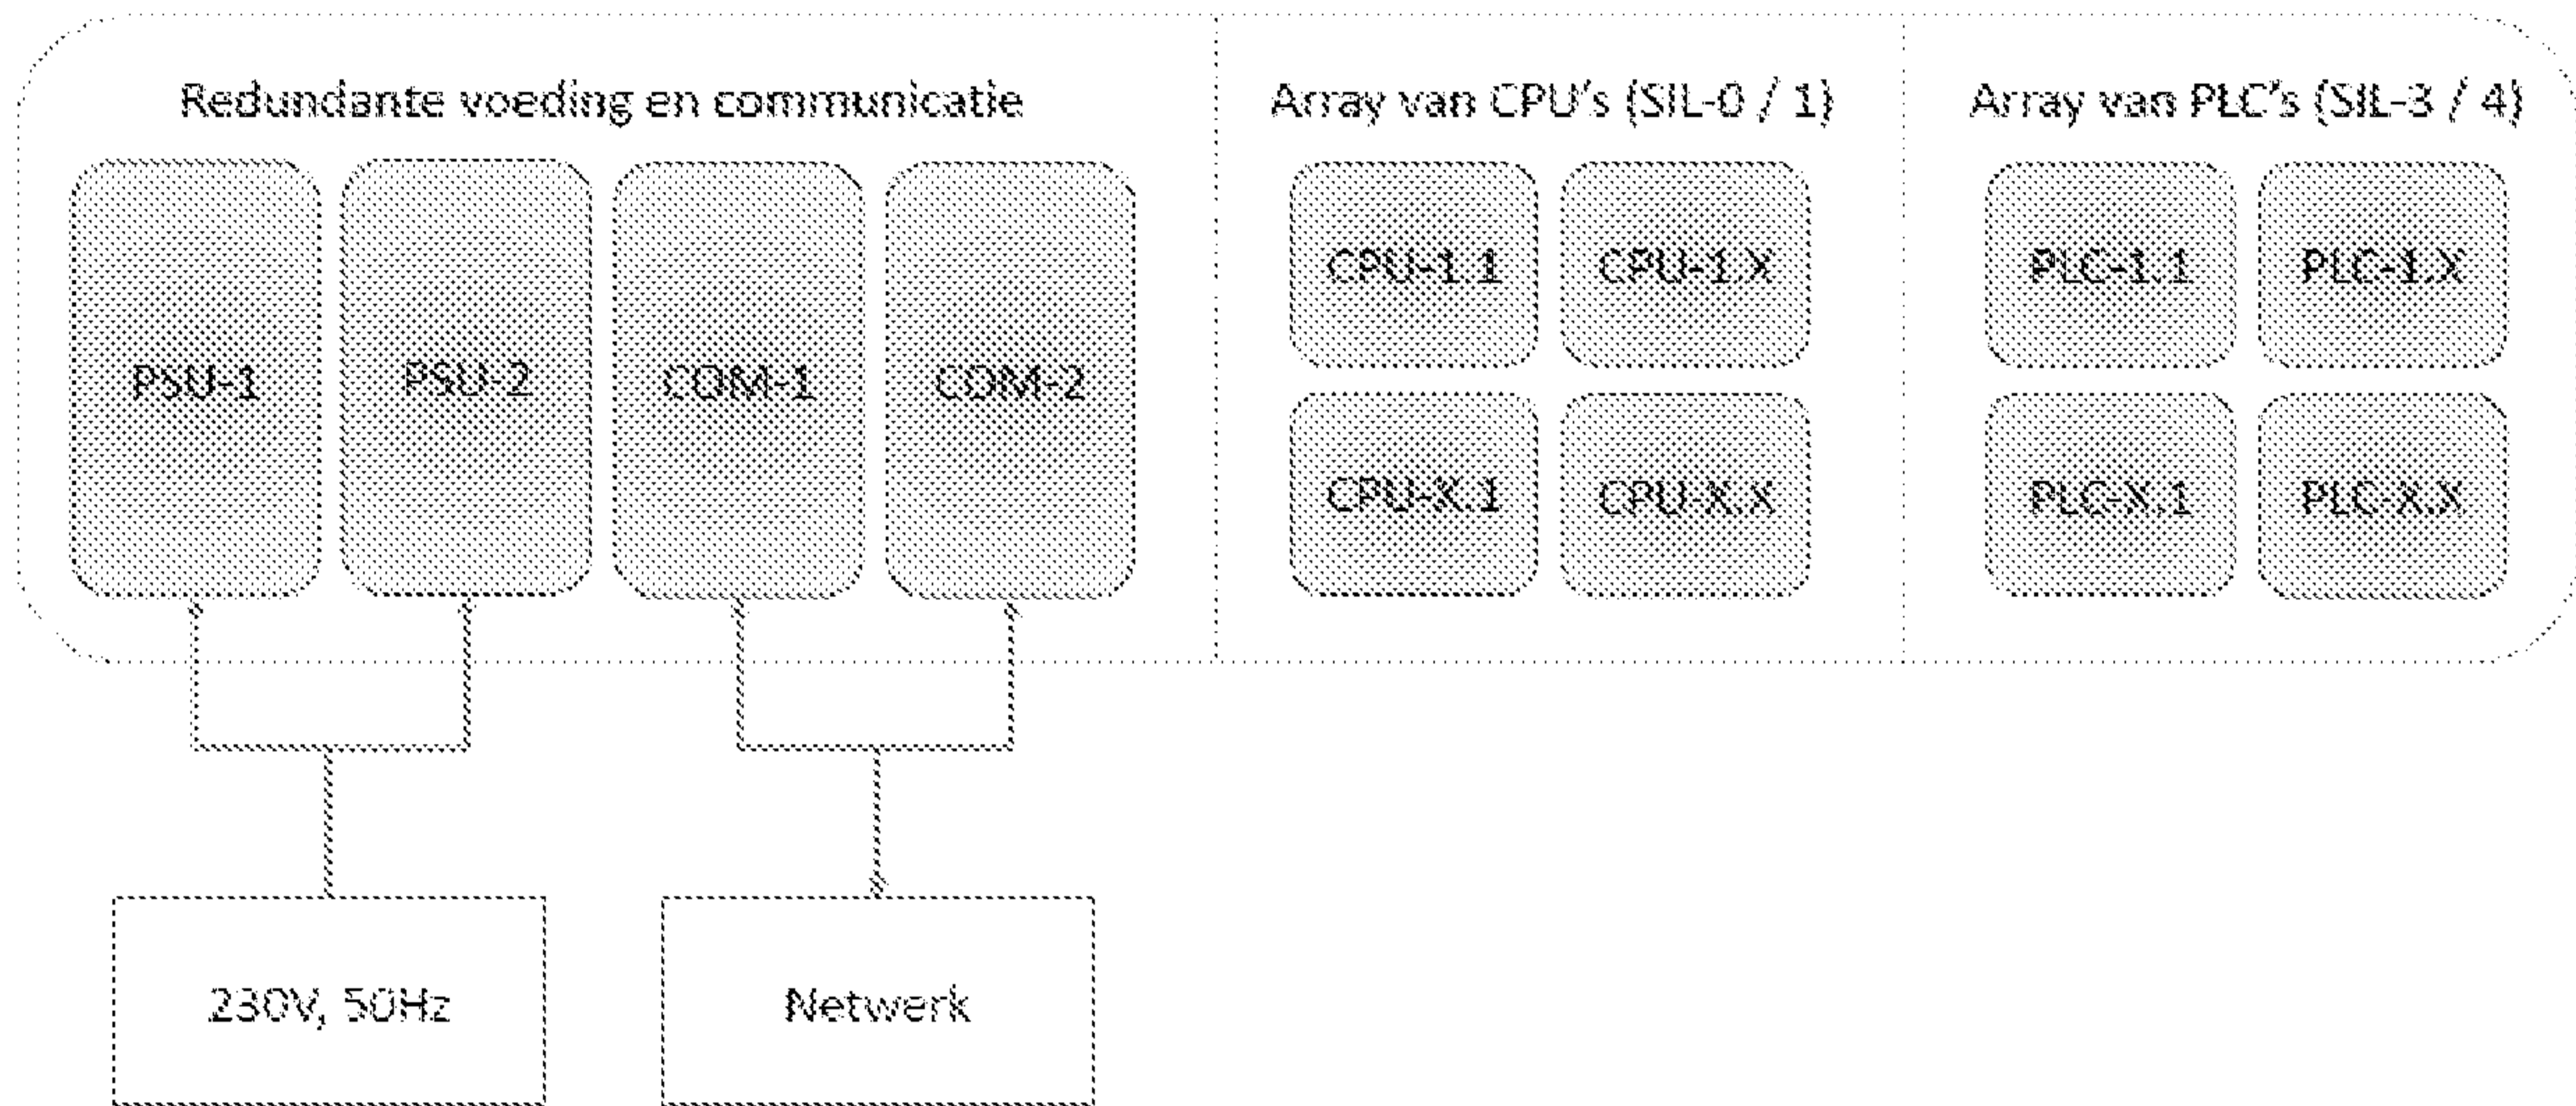 Redundante voeding en communicatie
Array van CPU's (SIL-0 / 1)
Array van PLC's (SIL-3 / 4)
PSU-1
PSU-2
COM-1
COM-2
CPU-1.1
CPU-1.X
CPU-X.1
CPU-X.X
PLC-1.1
PLC-1.X
PLC-X.1
PLC-X.X
230V, 50Hz
Netwerk